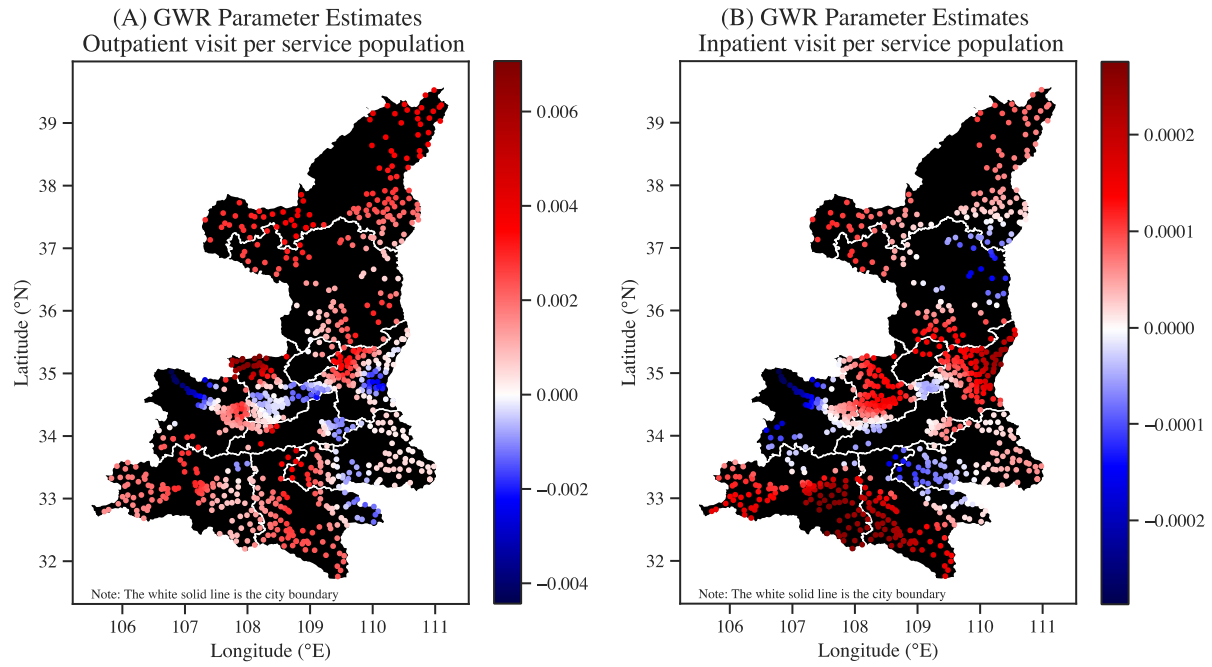 (A) GWR Parameter Estimates
Outpatient visit per service population
39
38
37
36
35
34
33
32
Latitude (°N)
Note: The white solid line is the city boundary
106 107 108 109 110 111
Longitude (°E)
0.006
0.004
0.002
0.000
−0.002
−0.004
(B) GWR Parameter Estimates
Inpatient visit per service population
39
38
37
36
35
34
33
32
Latitude (°N)
Note: The white solid line is the city boundary
106 107 108 109 110 111
Longitude (°E)
0.0002
0.0001
0.0000
−0.0001
−0.0002